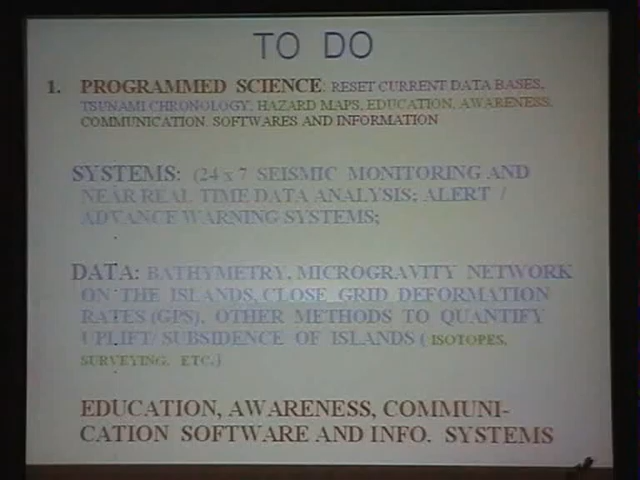 TO DO
1. PROGRAMMED SCIENCE: RESET CURRENT DATA BASES,
TSUNAMI CHRONOLOGY, HAZARD MAPS, EDUCATION, AWARENESS,
COMMUNICATION, SOFTWARES AND INFORMATION
SYSTEMS: (24 x 7 SEISMIC MONITORING AND
NEAR REAL TIME DATA ANALYSIS; ALERT /
ADVANCE WARNING SYSTEMS;
DATA: BATHYMETRY, MICROGRAVITY NETWORK
ON THE ISLANDS, CLOSE GRID DEFORMATION
RATES (GPS), OTHER METHODS TO QUANTIFY
UPLIFT/ SUBSIDENCE OF ISLANDS ( ISOTOPES,
SURVEYING, ETC.)
EDUCATION, AWARENESS, COMMUNI-
CATION SOFTWARE AND INFO. SYSTEMS